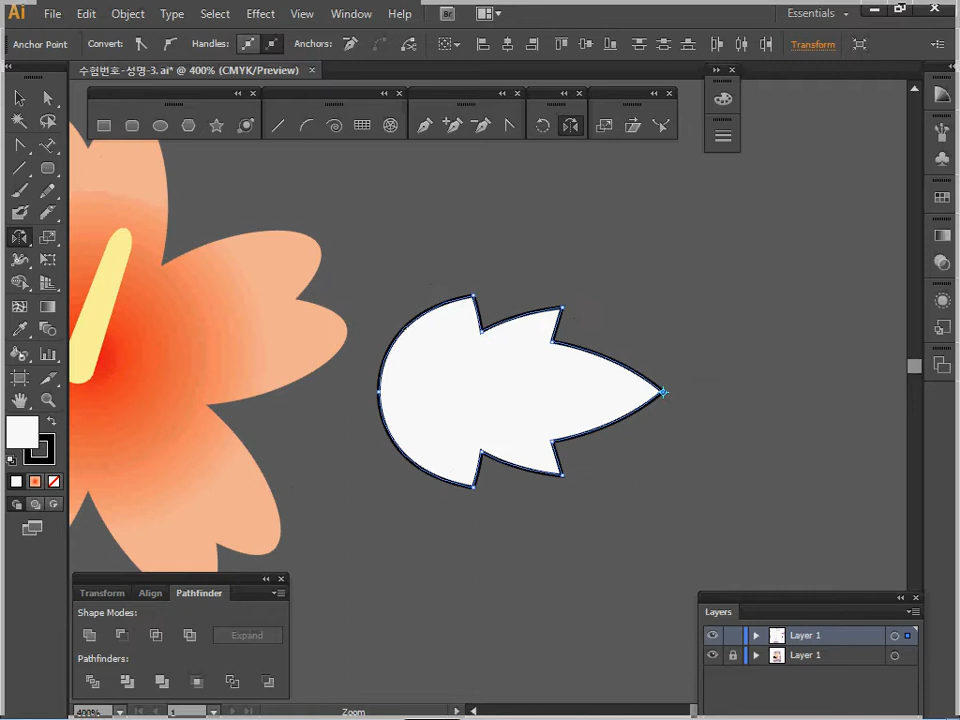 Ai File Edit Object Type Select Effect View Window Help Br Essentials
Anchor Point Convert: Handles: Anchors: Transform
수험번호-성명-3.ai* @ 400% (CMYK/Preview)
Transform Align Pathfinder
Shape Modes:
Expand
Pathfinders:
Layers
Layer 1
Layer 1
400% 1 Zoom